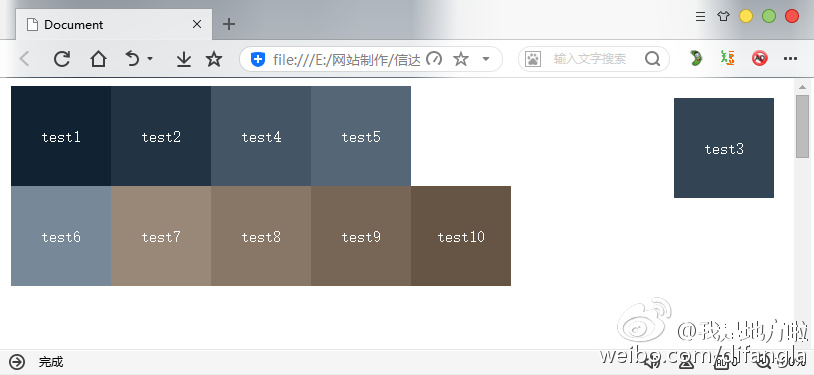 Document
file:///E:/网站制作/信达
输入文字搜索
test1 test2 test4 test5
test3
test6 test7 test8 test9 test10
@我是地方啦
weibo.com/difangla
完成